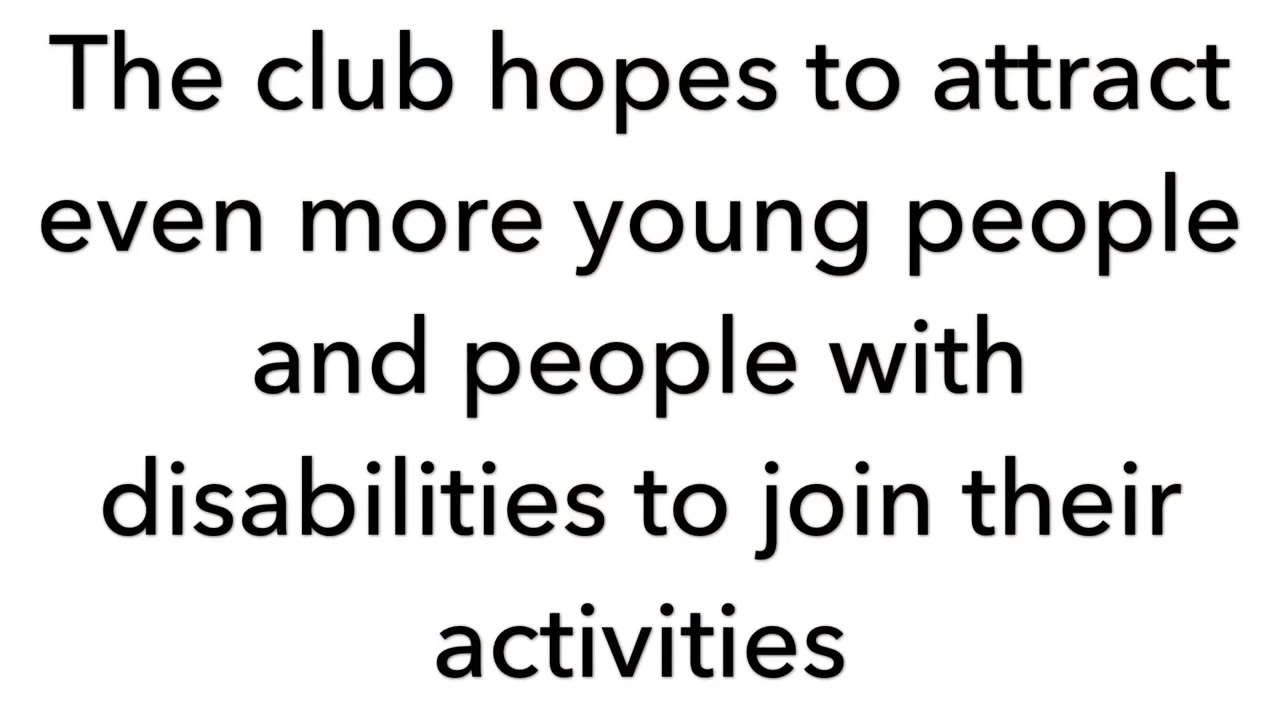 The club hopes to attract
even more young people
and people with
disabilities to join their
activities